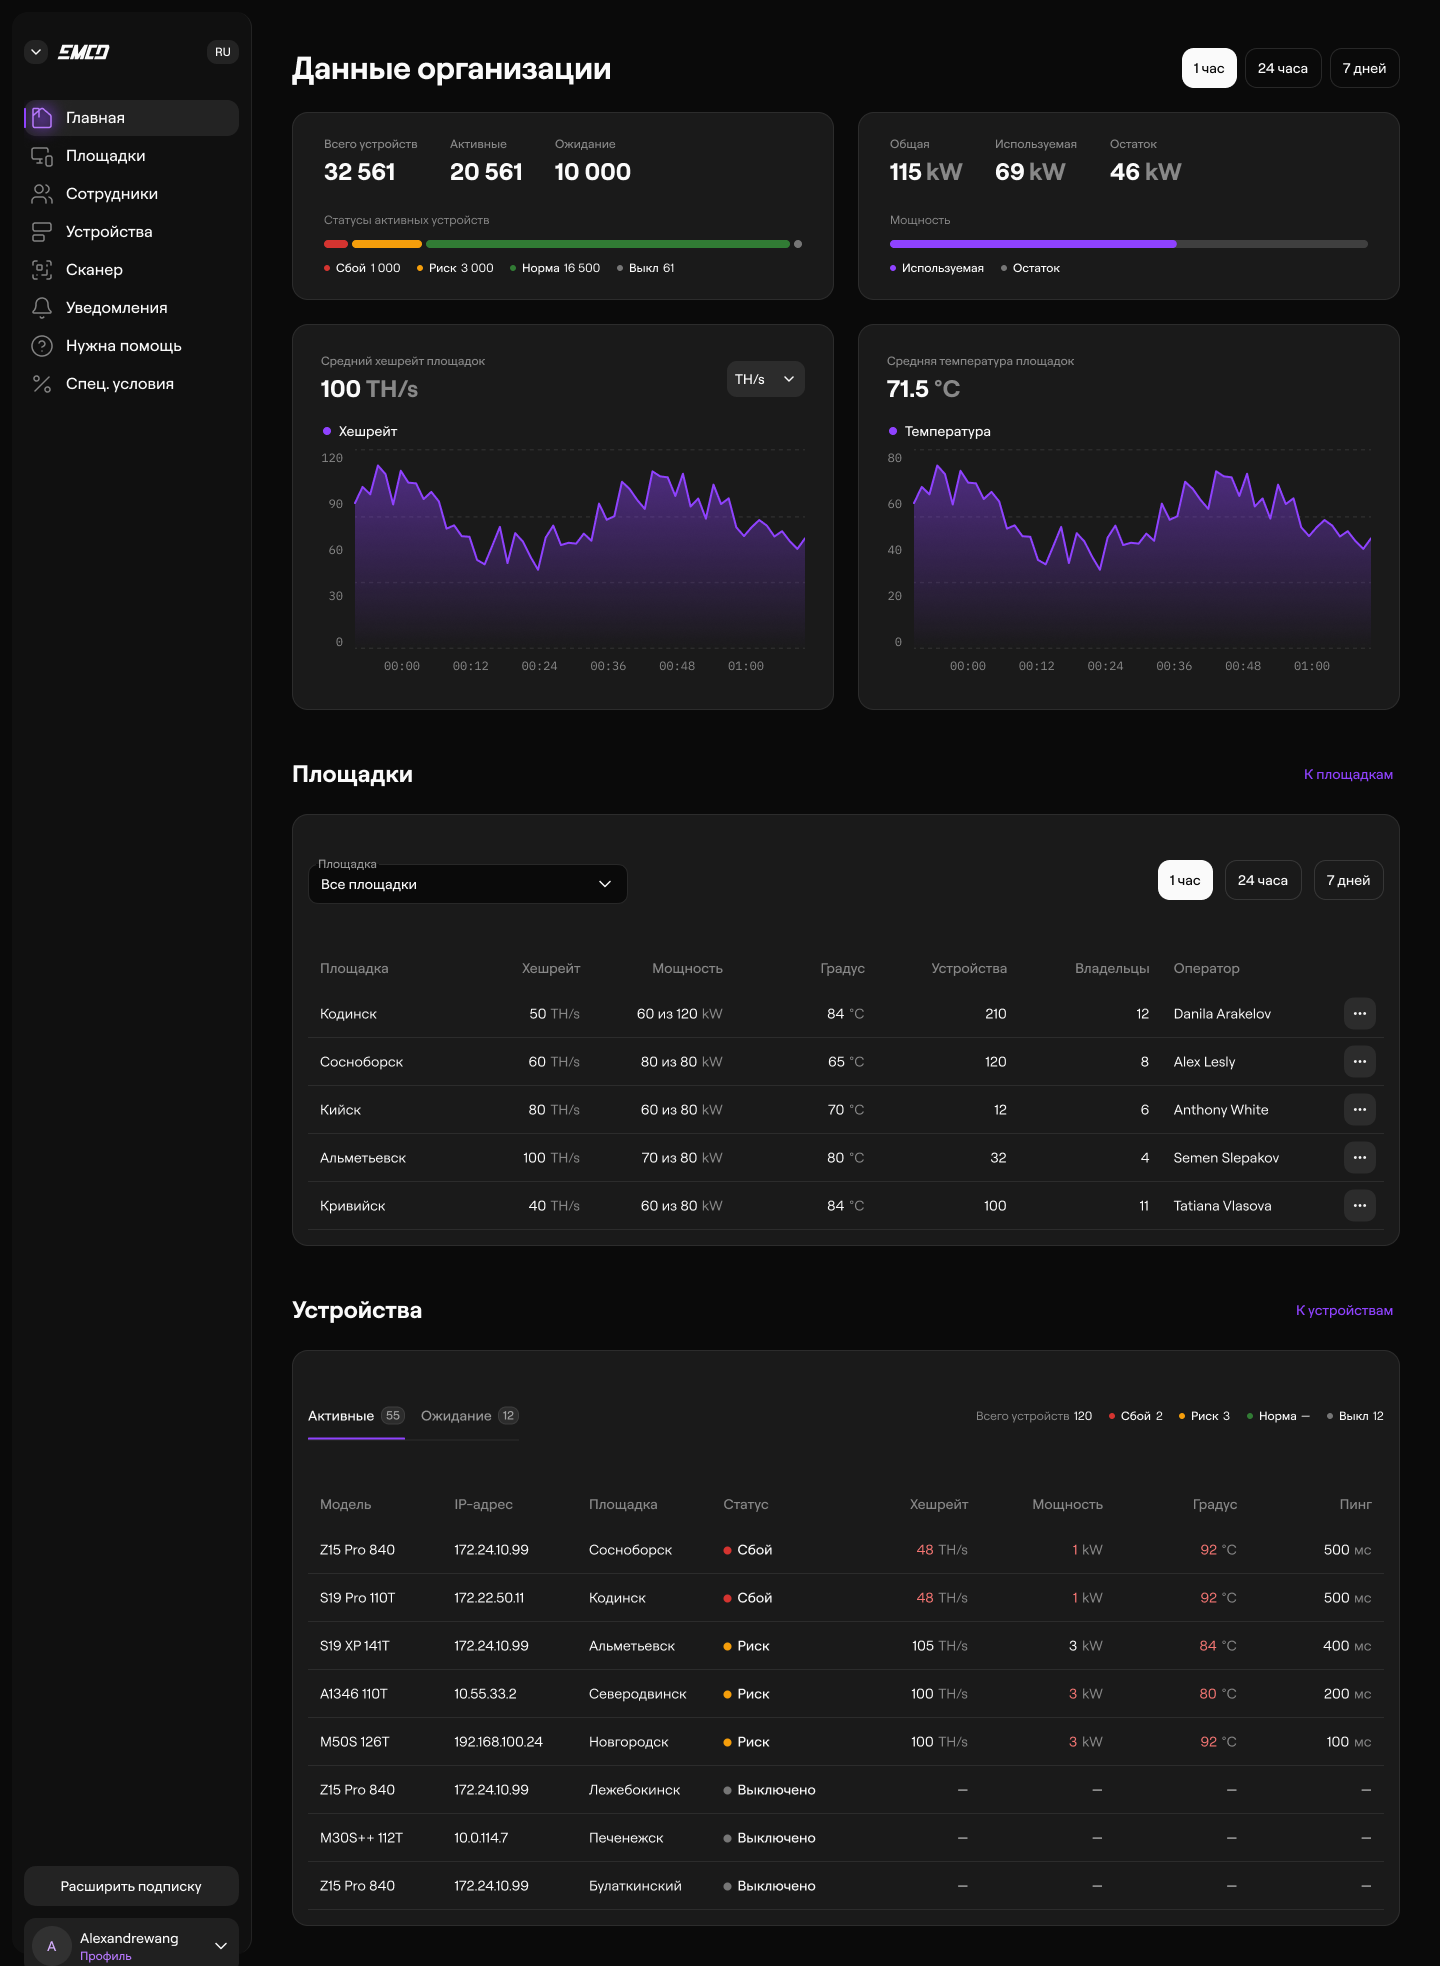 SMCD
RU
Главная
Площадки
Сотрудники
Устройства
Сканер
Уведомления
Нужна помощь
Спец. условия
Расширить подписку
A
Alexandrewang
Профиль
Данные организации
1 час 24 часа 7 дней
Всего устройств Активные Ожидание
32 561 20 561 10 000
Статусы активных устройств
Сбой 1 000 Риск 3 000 Норма 16 500 Выкл 61
Общая Используемая Остаток
115 kW 69 kW 46 kW
Мощность
Используемая Остаток
Средний хешрейт площадок
100 TH/s
TH/s
Хешрейт
120
90
60
30
0
00:00 00:12 00:24 00:36 00:48 01:00
Средняя температура площадок
71.5 °C
Температура
80
60
40
20
0
00:00 00:12 00:24 00:36 00:48 01:00
Площадки
К площадкам
Площадка
Все площадки
1 час 24 часа 7 дней
Площадка Хешрейт Мощность Градус Устройства Владельцы Оператор
Кодинск 50 TH/s 60 из 120 kW 84 °C 210 12 Danila Arakelov
Сосноборск 60 TH/s 80 из 80 kW 65 °C 120 8 Alex Lesly
Кийск 80 TH/s 60 из 80 kW 70 °C 12 6 Anthony White
Альметьевск 100 TH/s 70 из 80 kW 80 °C 32 4 Semen Slepakov
Кривийск 40 TH/s 60 из 80 kW 84 °C 100 11 Tatiana Vlasova
Устройства
К устройствам
Активные 55 Ожидание 12
Всего устройств 120 Сбой 2 Риск 3 Норма — Выкл 12
Модель IP-адрес Площадка Статус Хешрейт Мощность Градус Пинг
Z15 Pro 840 172.24.10.99 Сосноборск Сбой 48 TH/s 1 kW 92 °C 500 мс
S19 Pro 110T 172.22.50.11 Кодинск Сбой 48 TH/s 1 kW 92 °C 500 мс
S19 XP 141T 172.24.10.99 Альметьевск Риск 105 TH/s 3 kW 84 °C 400 мс
A1346 110T 10.55.33.2 Северодвинск Риск 100 TH/s 3 kW 80 °C 200 мс
M50S 126T 192.168.100.24 Новгородск Риск 100 TH/s 3 kW 92 °C 100 мс
Z15 Pro 840 172.24.10.99 Лежебокинск Выключено — — — —
M30S++ 112T 10.0.114.7 Печенежск Выключено — — — —
Z15 Pro 840 172.24.10.99 Булаткинский Выключено — — — —